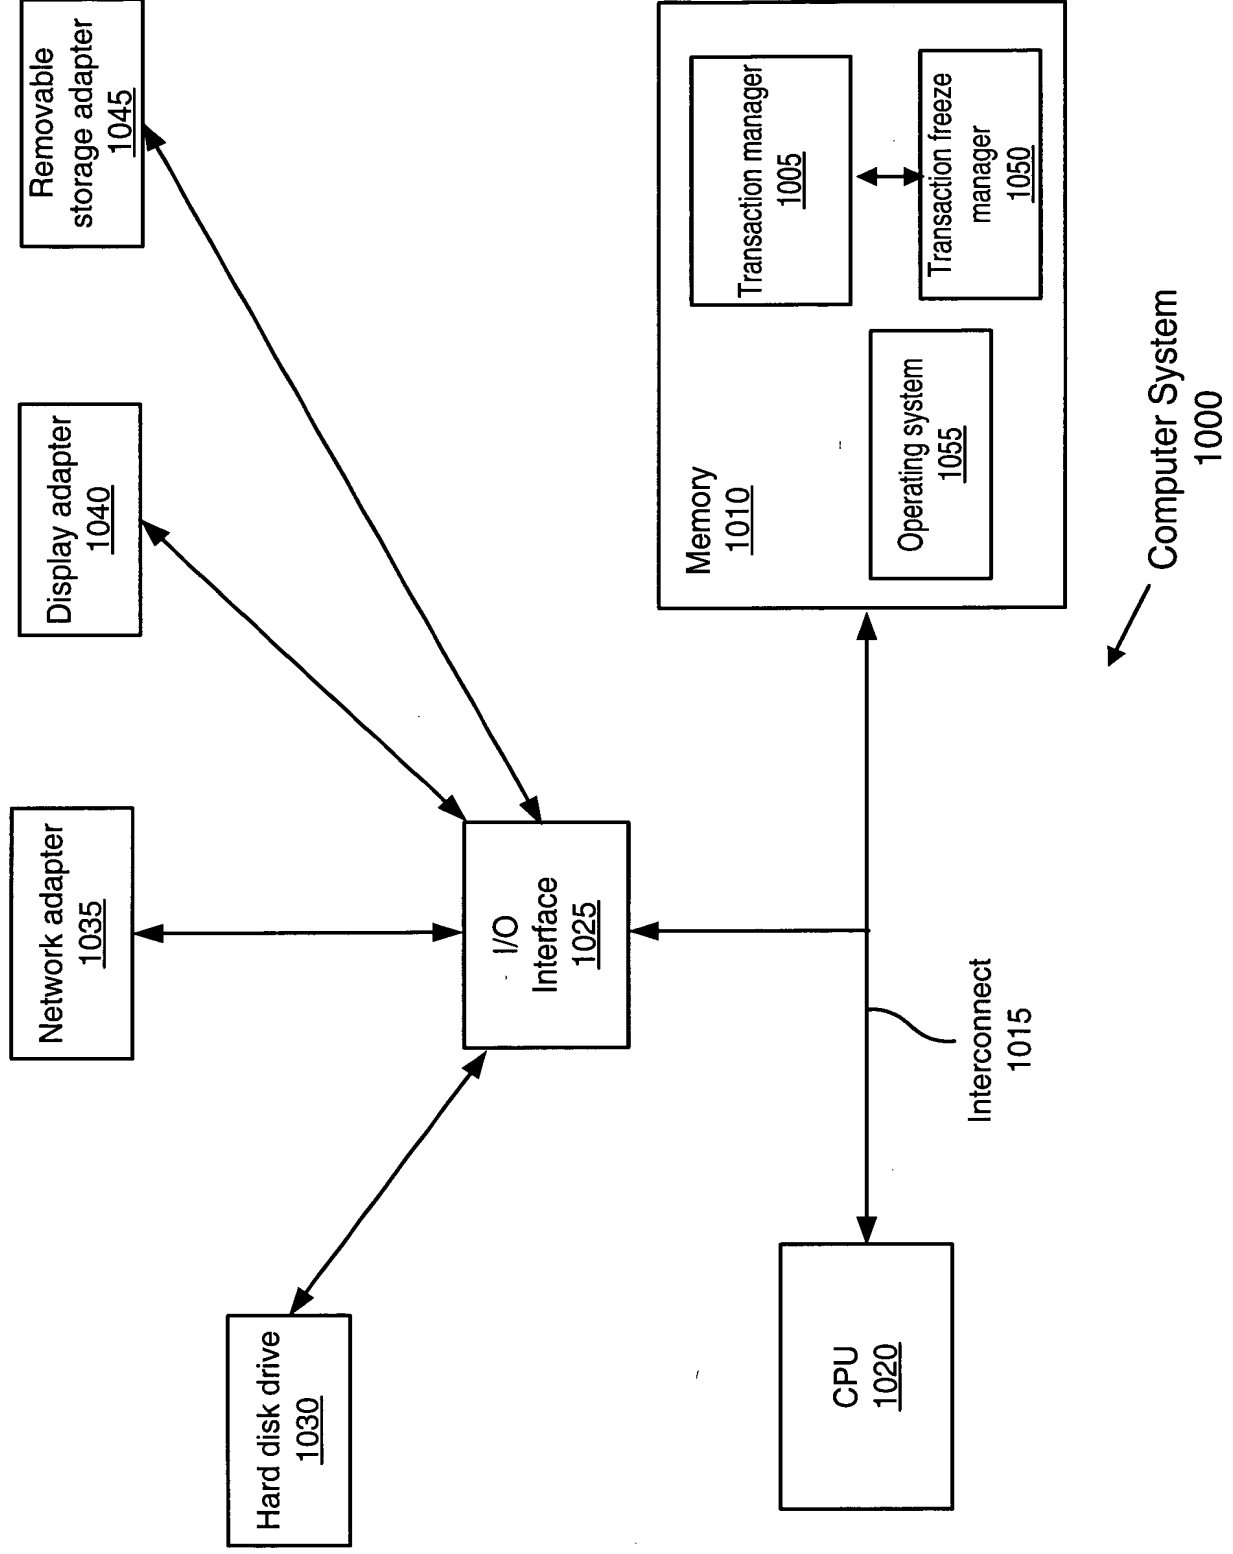 Hard disk drive
1030
Network adapter
1035
Display adapter
1040
Removable
storage adapter
1045
I/O
Interface
1025
CPU
1020
Interconnect
1015
Memory
1010
Transaction manager
1005
Operating system
1055
Transaction freeze
manager
1050
Computer System
1000